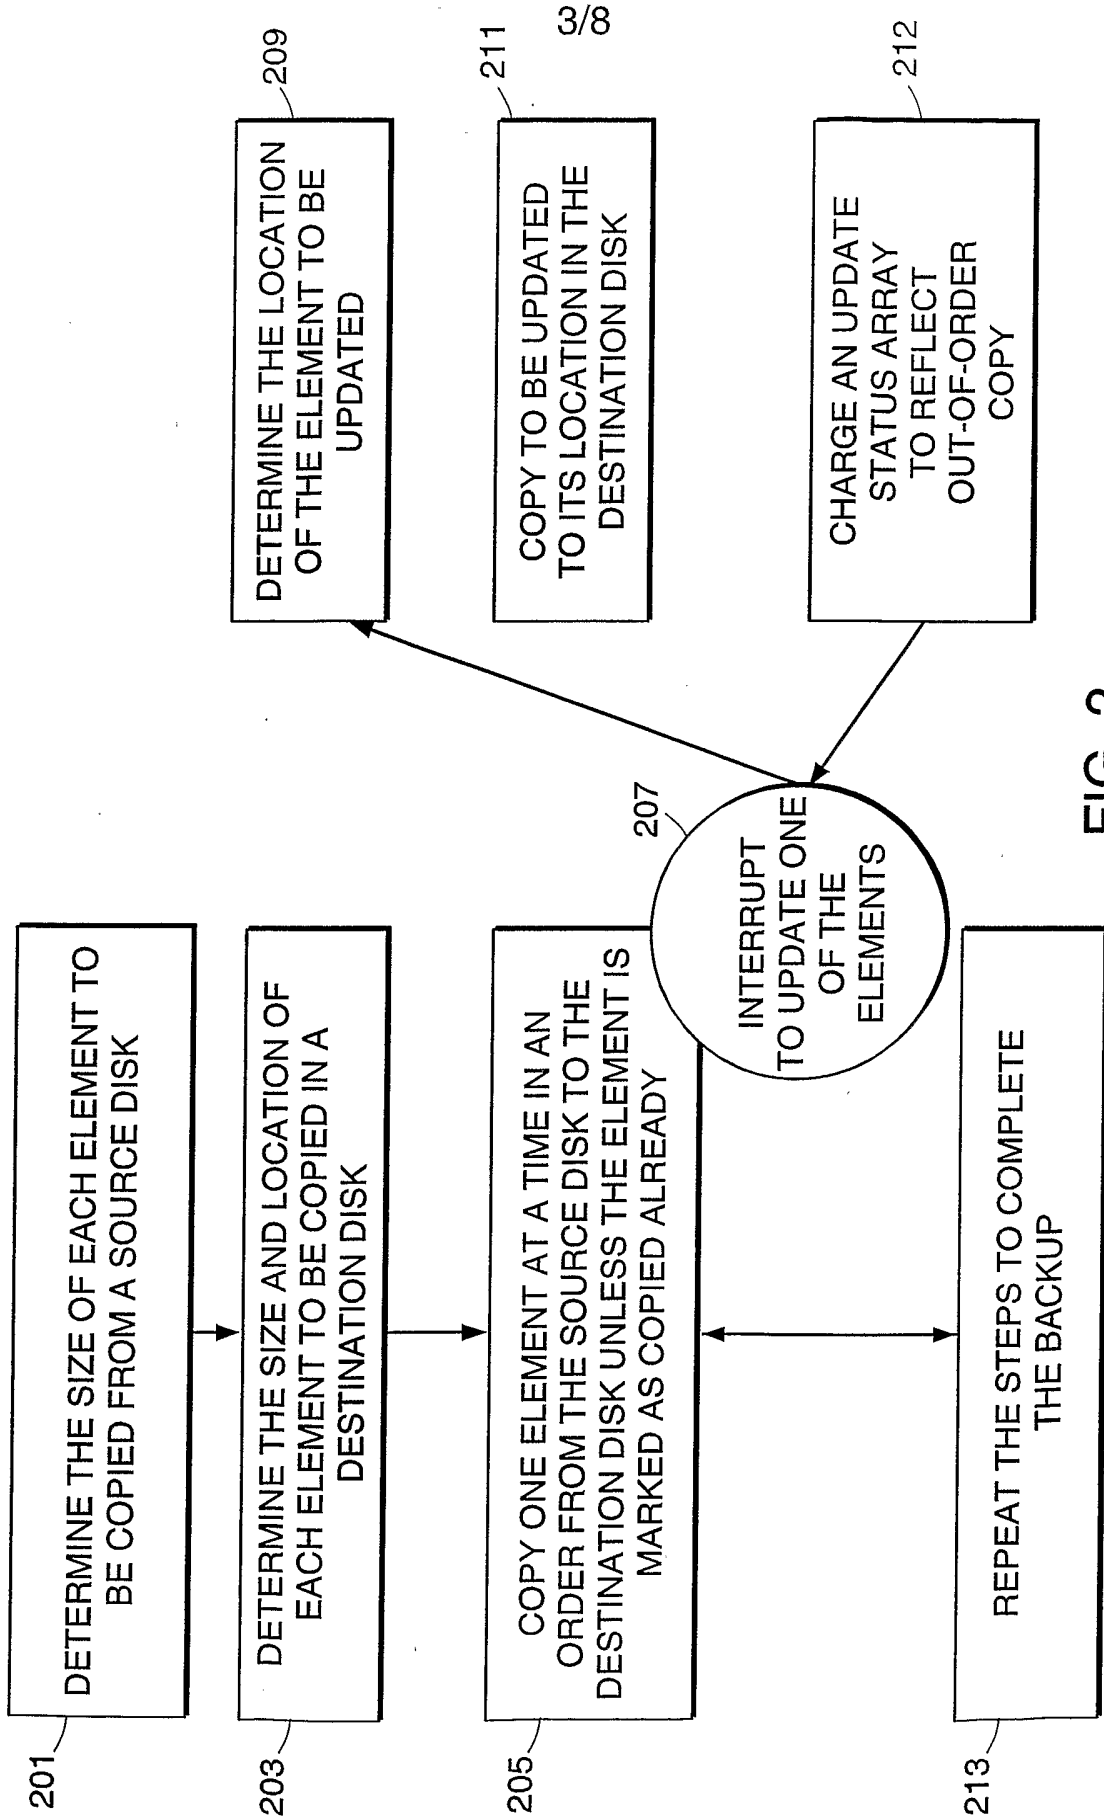 3/8
201
DETERMINE THE SIZE OF EACH ELEMENT TO
BE COPIED FROM A SOURCE DISK
203
DETERMINE THE SIZE AND LOCATION OF
EACH ELEMENT TO BE COPIED IN A
DESTINATION DISK
205
COPY ONE ELEMENT AT A TIME IN AN
ORDER FROM THE SOURCE DISK TO THE
DESTINATION DISK UNLESS THE ELEMENT IS
MARKED AS COPIED ALREADY
207
INTERRUPT
TO UPDATE ONE
OF THE
ELEMENTS
209
DETERMINE THE LOCATION
OF THE ELEMENT TO BE
UPDATED
211
COPY TO BE UPDATED
TO ITS LOCATION IN THE
DESTINATION DISK
212
CHARGE AN UPDATE
STATUS ARRAY
TO REFLECT
OUT-OF-ORDER
COPY
213
REPEAT THE STEPS TO COMPLETE
THE BACKUP
FIG.